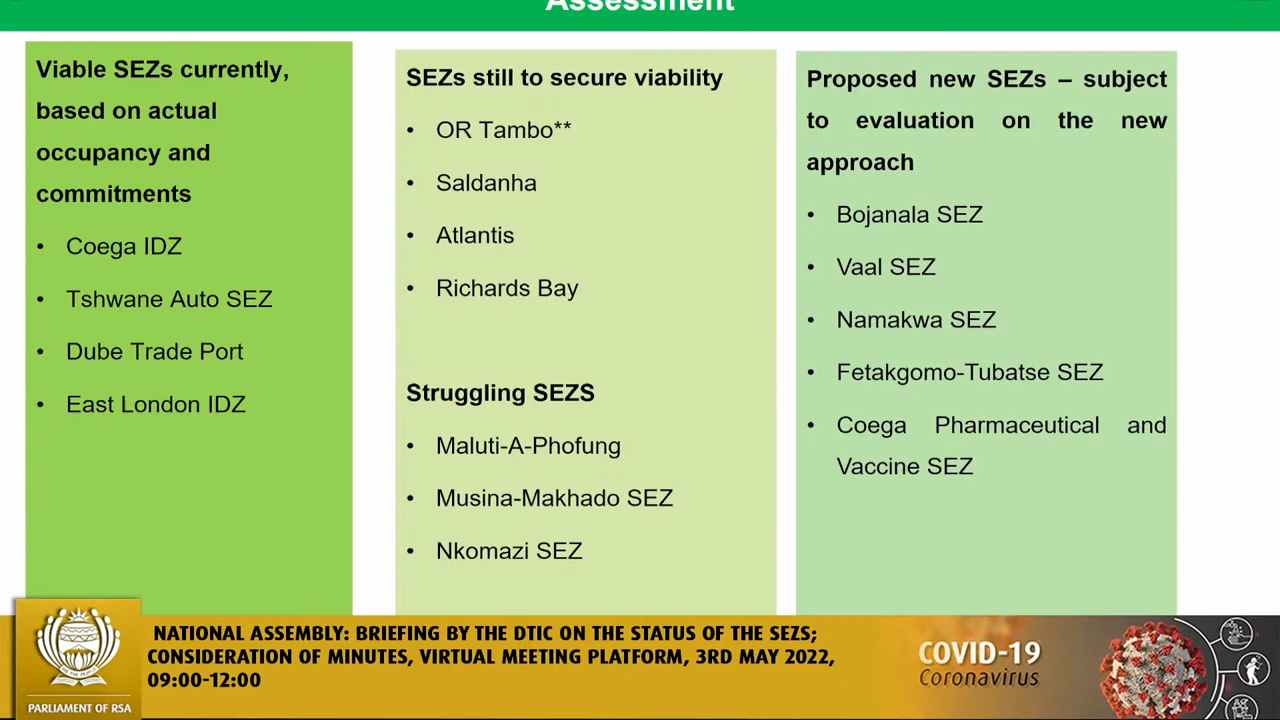 Assessment
Viable SEZs currently,
based on actual
occupancy and
commitments
• Coega IDZ
• Tshwane Auto SEZ
• Dube Trade Port
• East London IDZ
SEZs still to secure viability
• OR Tambo**
• Saldanha
• Atlantis
• Richards Bay
Struggling SEZS
• Maluti-A-Phofung
• Musina-Makhado SEZ
• Nkomazi SEZ
Proposed new SEZs – subject
to evaluation on the new
approach
• Bojanala SEZ
• Vaal SEZ
• Namakwa SEZ
• Fetakgomo-Tubatse SEZ
• Coega Pharmaceutical and
Vaccine SEZ
PARLIAMENT OF RSA
NATIONAL ASSEMBLY: BRIEFING BY THE DTIC ON THE STATUS OF THE SEZS;
CONSIDERATION OF MINUTES, VIRTUAL MEETING PLATFORM, 3RD MAY 2022,
09:00-12:00
COVID-19
Coronavirus